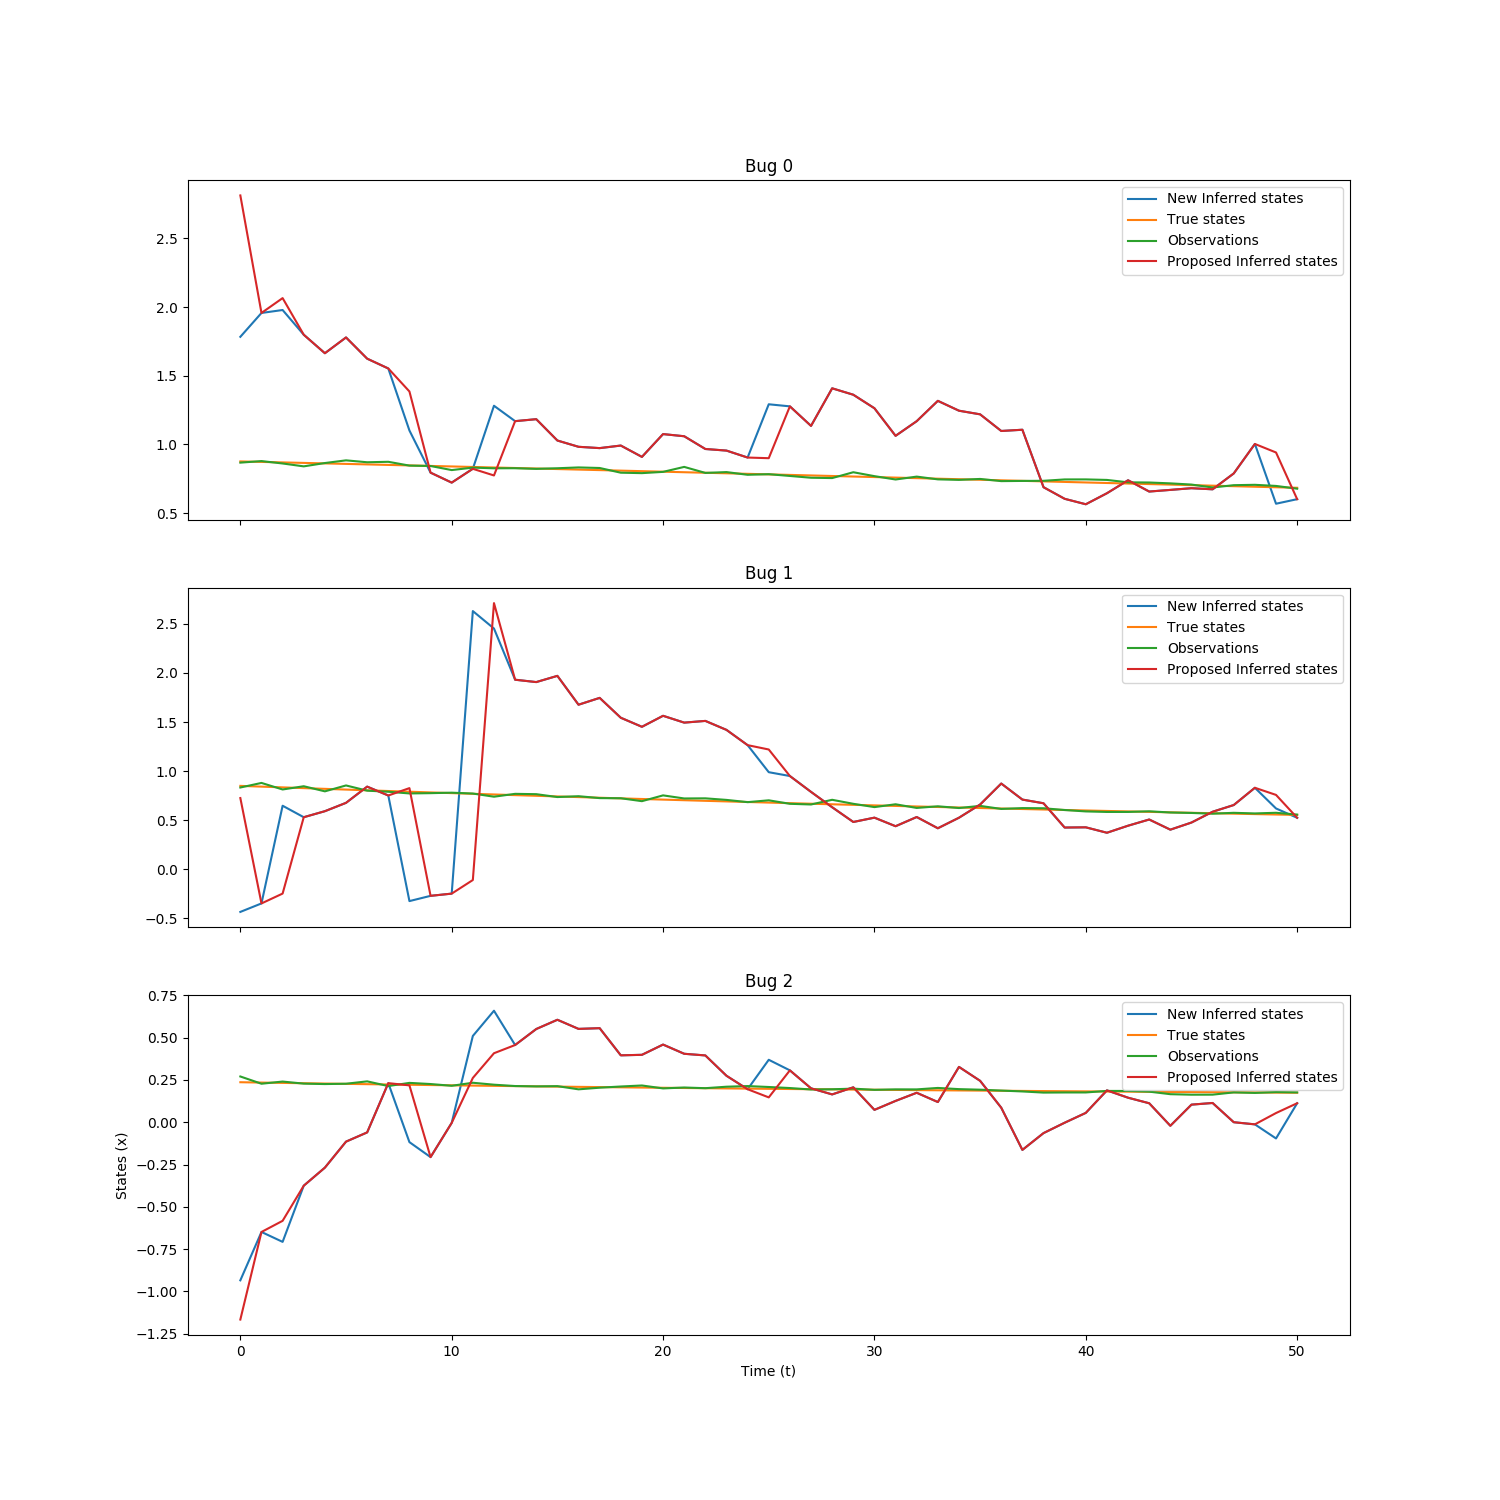 Bug 0
New Inferred states
True states
Observations
Proposed Inferred states
2.5
2.0
1.5
1.0
0.5
Bug 1
New Inferred states
True states
Observations
Proposed Inferred states
2.5
2.0
1.5
1.0
0.5
0.0
−0.5
Bug 2
New Inferred states
True states
Observations
Proposed Inferred states
0.75
0.50
0.25
0.00
−0.25
−0.50
−0.75
−1.00
−1.25
States (x)
0 10 20 30 40 50
Time (t)